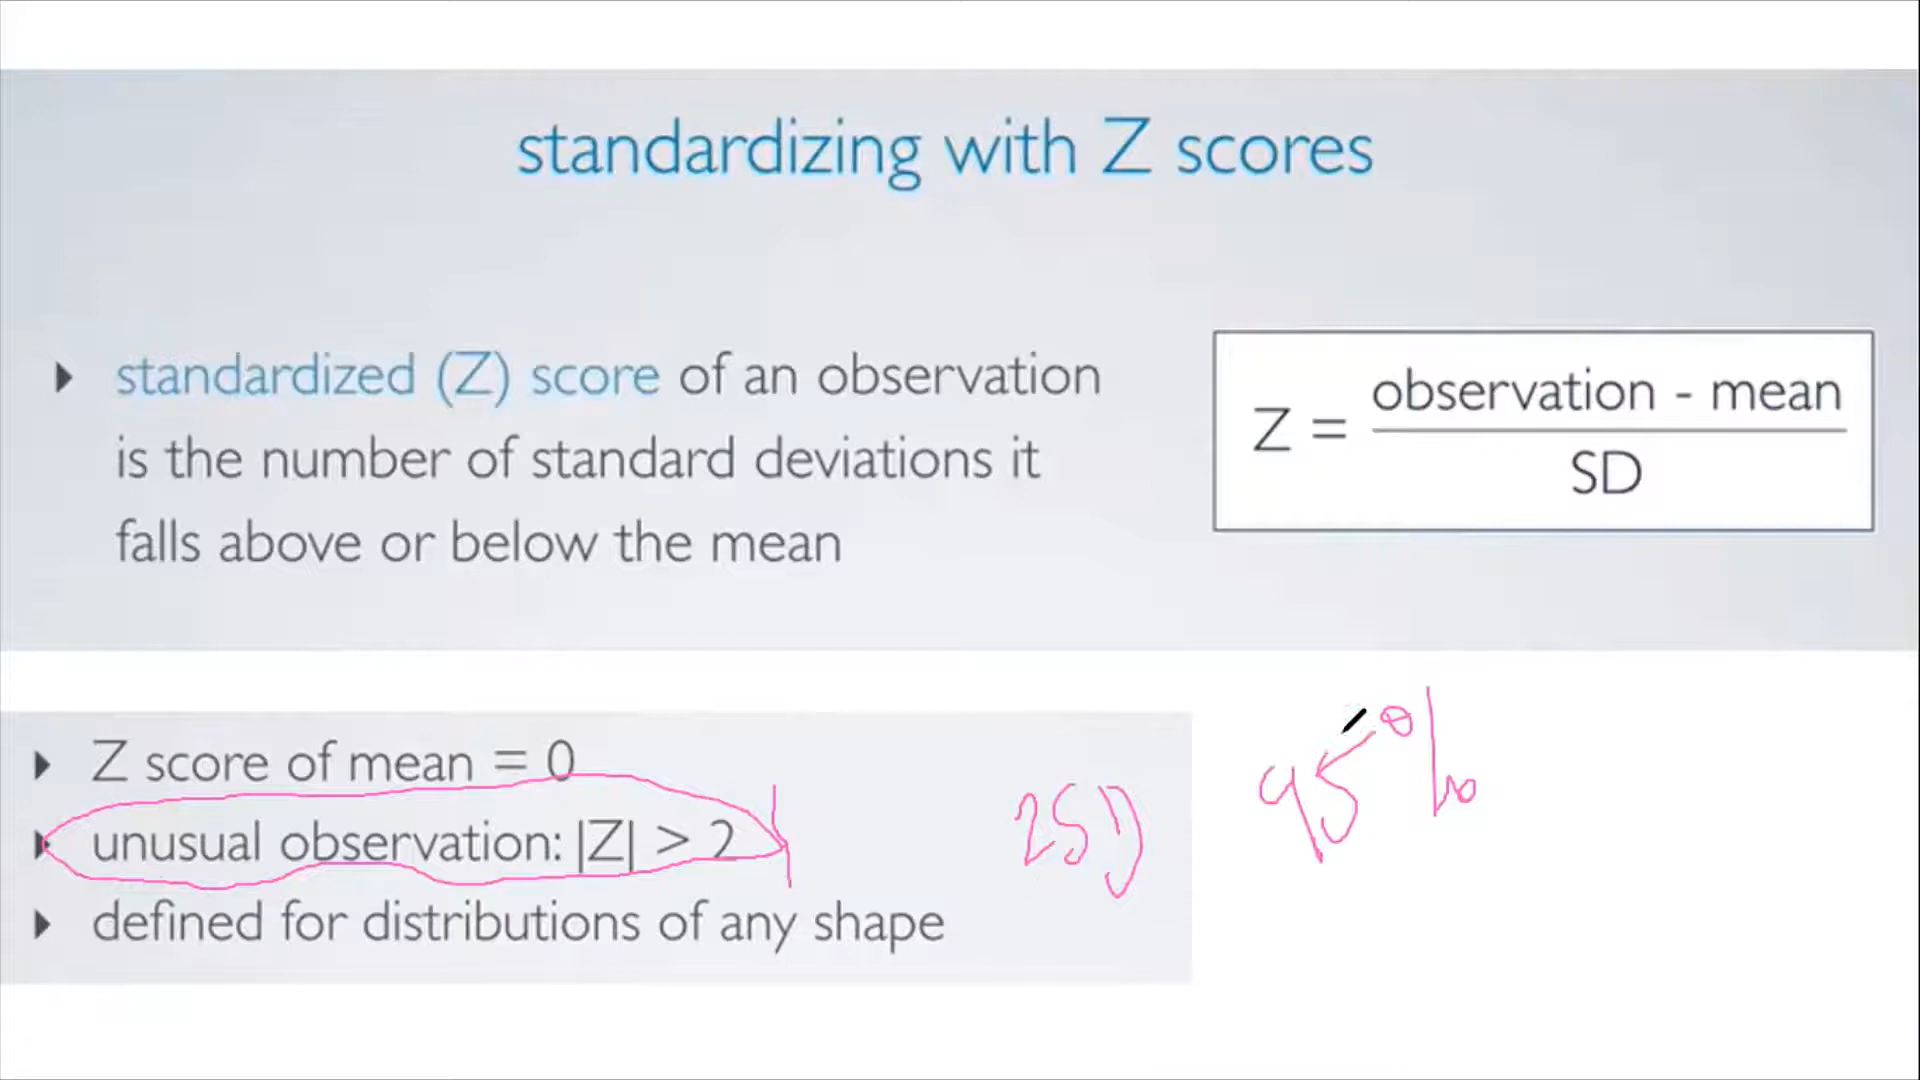 standardizing with Z scores
standardized (Z) score of an observation
is the number of standard deviations it
falls above or below the mean
Z = observation - mean
SD
Z score of mean = 0
unusual observation: |Z| > 2
defined for distributions of any shape
2SD
95%